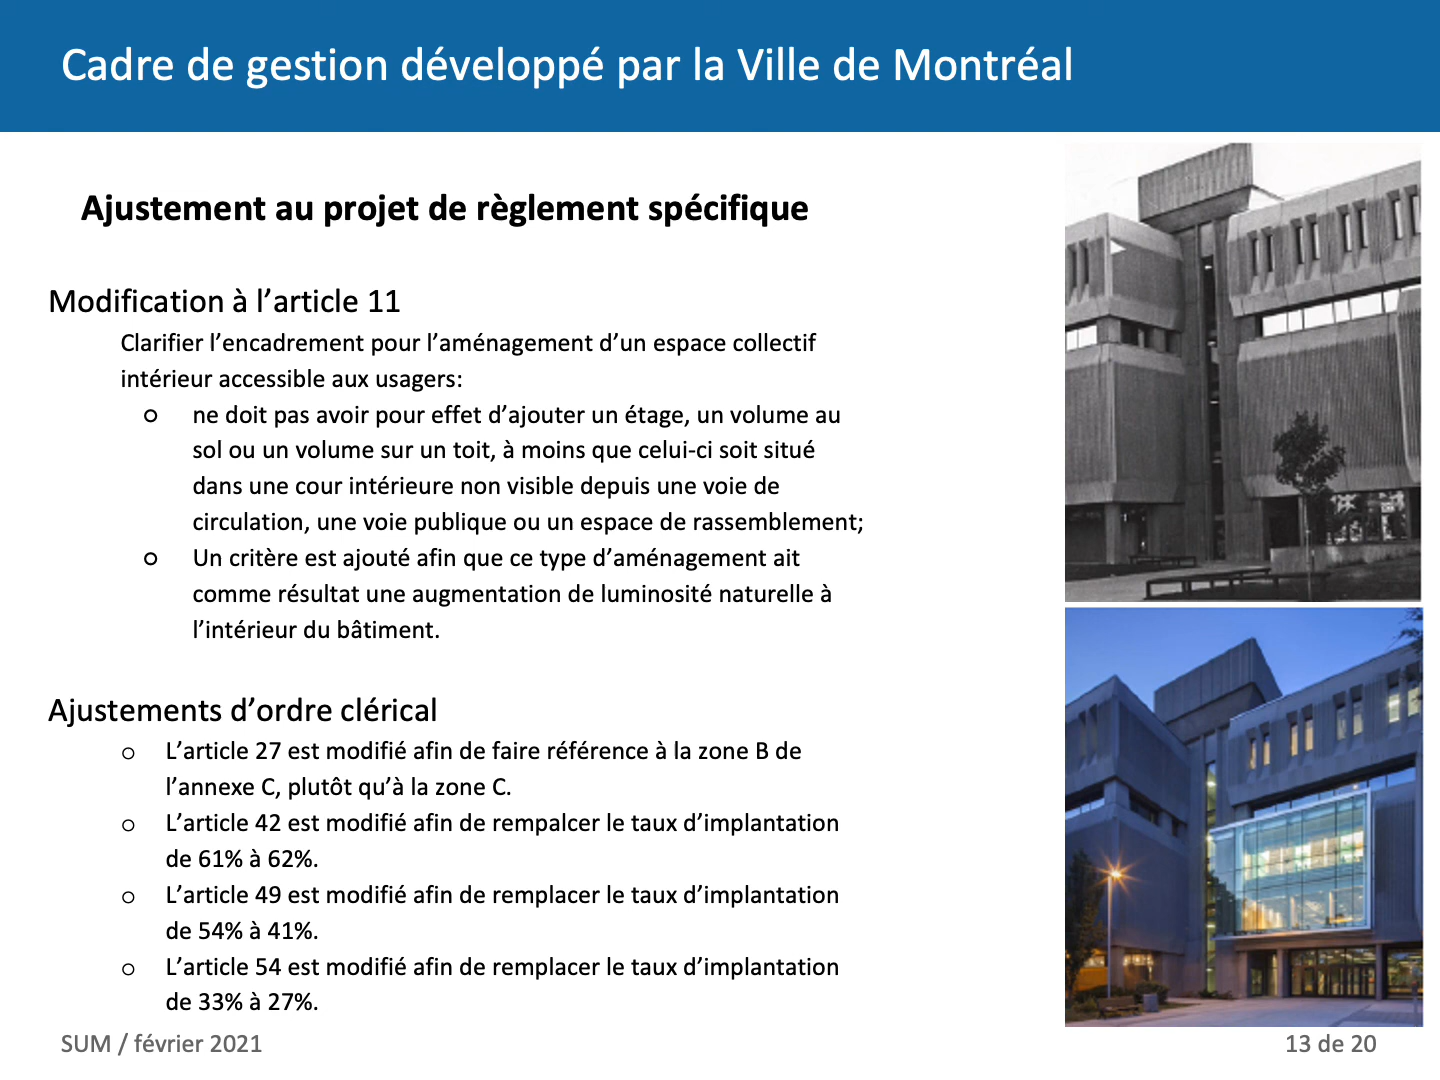 Cadre de gestion développé par la Ville de Montréal
Ajustement au projet de règlement spécifique
Modification à l’article 11
Clarifier l’encadrement pour l’aménagement d’un espace collectif
intérieur accessible aux usagers:
ne doit pas avoir pour effet d’ajouter un étage, un volume au
sol ou un volume sur un toit, à moins que celui-ci soit situé
dans une cour intérieure non visible depuis une voie de
circulation, une voie publique ou un espace de rassemblement;
Un critère est ajouté afin que ce type d’aménagement ait
comme résultat une augmentation de luminosité naturelle à
l’intérieur du bâtiment.
Ajustements d’ordre clérical
L’article 27 est modifié afin de faire référence à la zone B de
l’annexe C, plutôt qu’à la zone C.
L’article 42 est modifié afin de rempalcer le taux d’implantation
de 61% à 62%.
L’article 49 est modifié afin de remplacer le taux d’implantation
de 54% à 41%.
L’article 54 est modifié afin de remplacer le taux d’implantation
de 33% à 27%.
SUM / février 2021
13 de 20